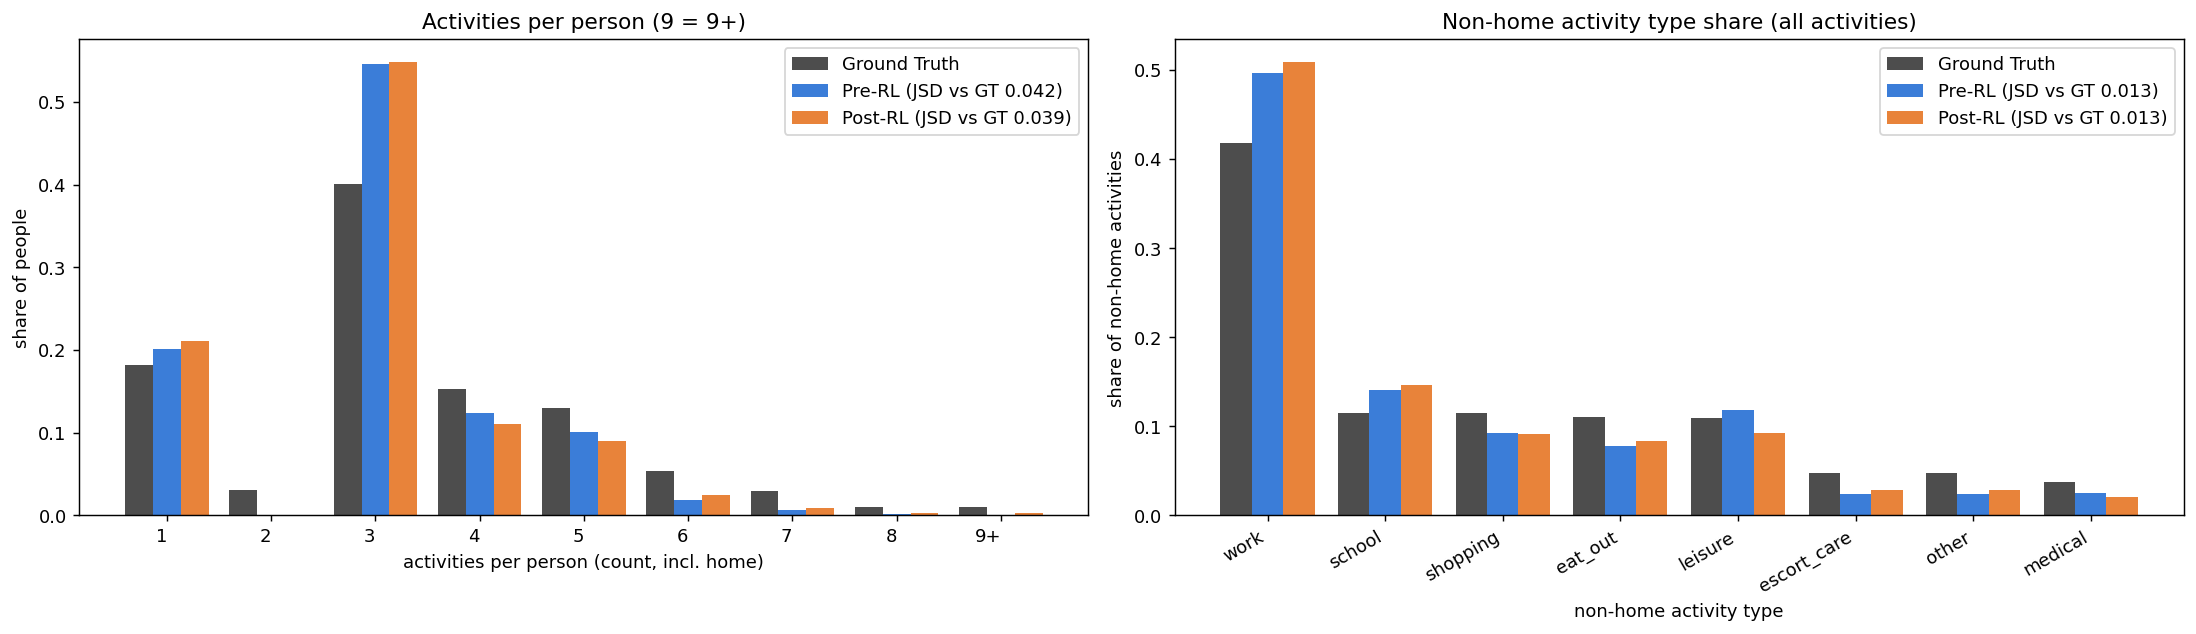 Activities per person (9 = 9+)
share of people
0.5
0.4
0.3
0.2
0.1
0.0
Ground Truth
Pre-RL (JSD vs GT 0.042)
Post-RL (JSD vs GT 0.039)
1 2 3 4 5 6 7 8 9+
activities per person (count, incl. home)
Non-home activity type share (all activities)
share of non-home activities
0.5
0.4
0.3
0.2
0.1
0.0
Ground Truth
Pre-RL (JSD vs GT 0.013)
Post-RL (JSD vs GT 0.013)
work school shopping eat_out leisure escort_care other medical
non-home activity type